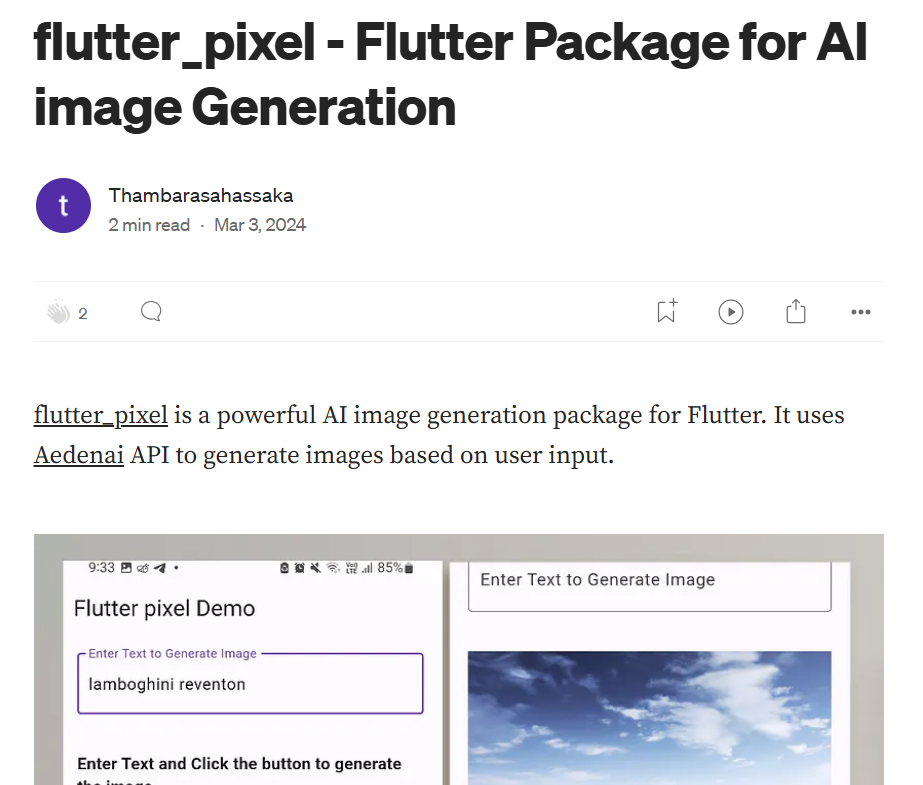 flutter_pixel - Flutter Package for AI
image Generation
t
Thambarasahassaka
2 min read · Mar 3, 2024
2
flutter_pixel is a powerful AI image generation package for Flutter. It uses
Aedenai API to generate images based on user input.
9:33
85%
Flutter pixel Demo
Enter Text to Generate Image
lamboghini reventon
Enter Text and Click the button to generate
the image
Enter Text to Generate Image